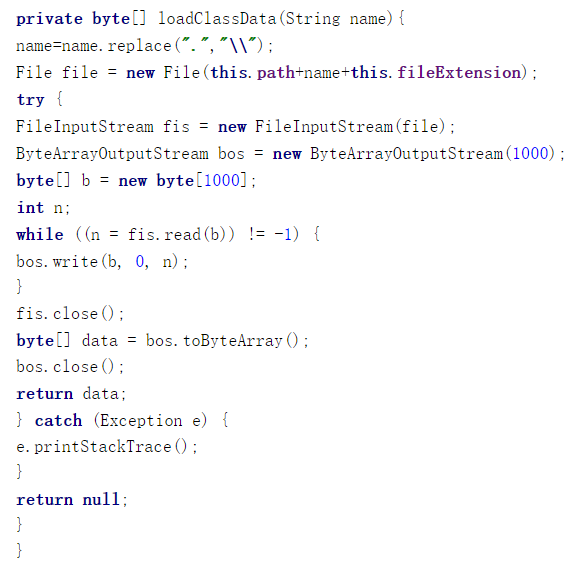 private byte[] loadClassData(String name){
name=name.replace(".","\\");
File file = new File(this.path+name+this.fileExtension);
try {
FileInputStream fis = new FileInputStream(file);
ByteArrayOutputStream bos = new ByteArrayOutputStream(1000);
byte[] b = new byte[1000];
int n;
while ((n = fis.read(b)) != -1) {
bos.write(b, 0, n);
}
fis.close();
byte[] data = bos.toByteArray();
bos.close();
return data;
} catch (Exception e) {
e.printStackTrace();
}
return null;
}
}